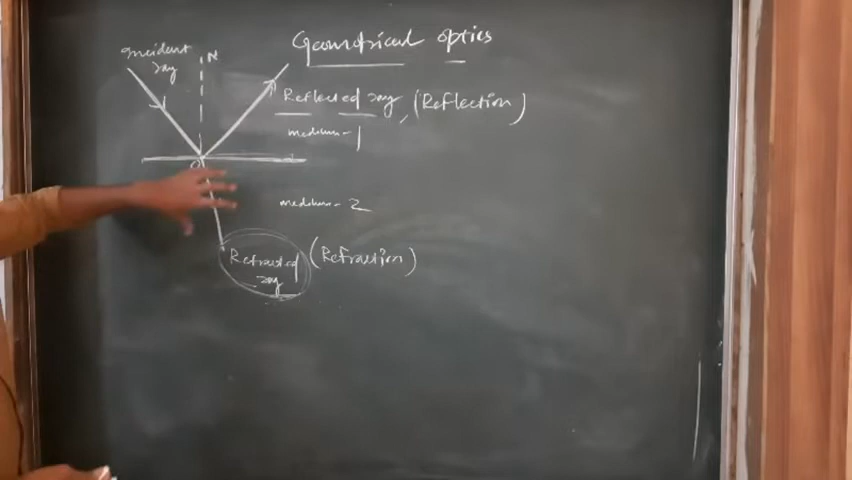 Geometrical optics
Incident
ray
N
Reflected ray, (Reflection)
medium-1
O
medium-2
Refracted
ray
(Refraction)